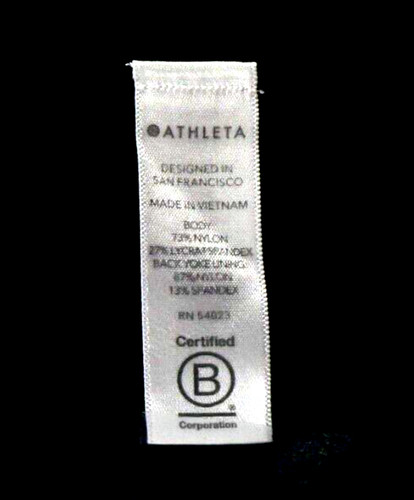 ATHLETA
DESIGNED IN
SAN FRANCISCO
MADE IN VIETNAM
BODY:
73% NYLON
27% LYCRA® SPANDEX
BACK YOKE LINING:
87% NYLON
13% SPANDEX
RN 54023
Certified
B
®
Corporation